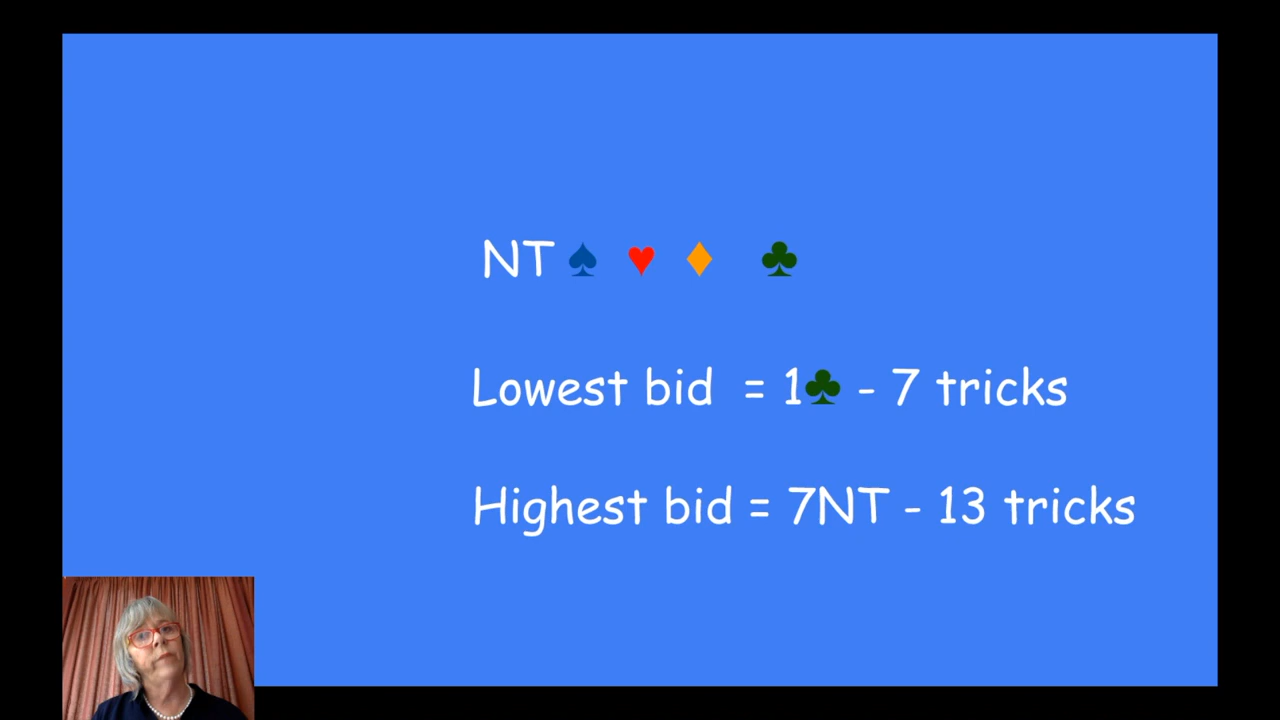 NT ♠ ♥ ♦ ♣
Lowest bid = 1♣ - 7 tricks
Highest bid = 7NT - 13 tricks